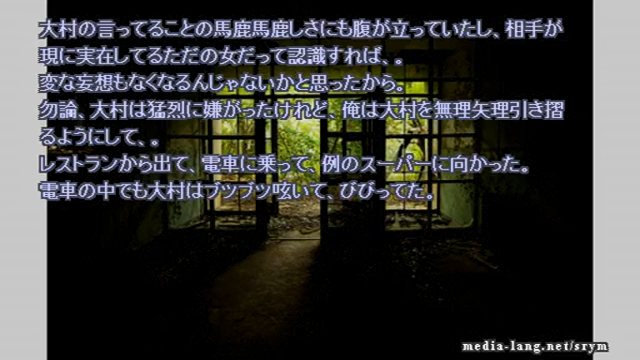 大村の言ってることの馬鹿馬鹿しさにも腹が立っていたし、相手が
現に実在してるただの女だって認識すれば、。
変な妄想もなくなるんじゃないかと思ったから。
勿論、大村は猛烈に嫌がったけれど、俺は大村を無理矢理引き摺
るようにして、。
レストランから出て、電車に乗って、例のスーパーに向かった。
電車の中でも大村はブツブツ呟いて、びびってた。
media-lang.net/srym